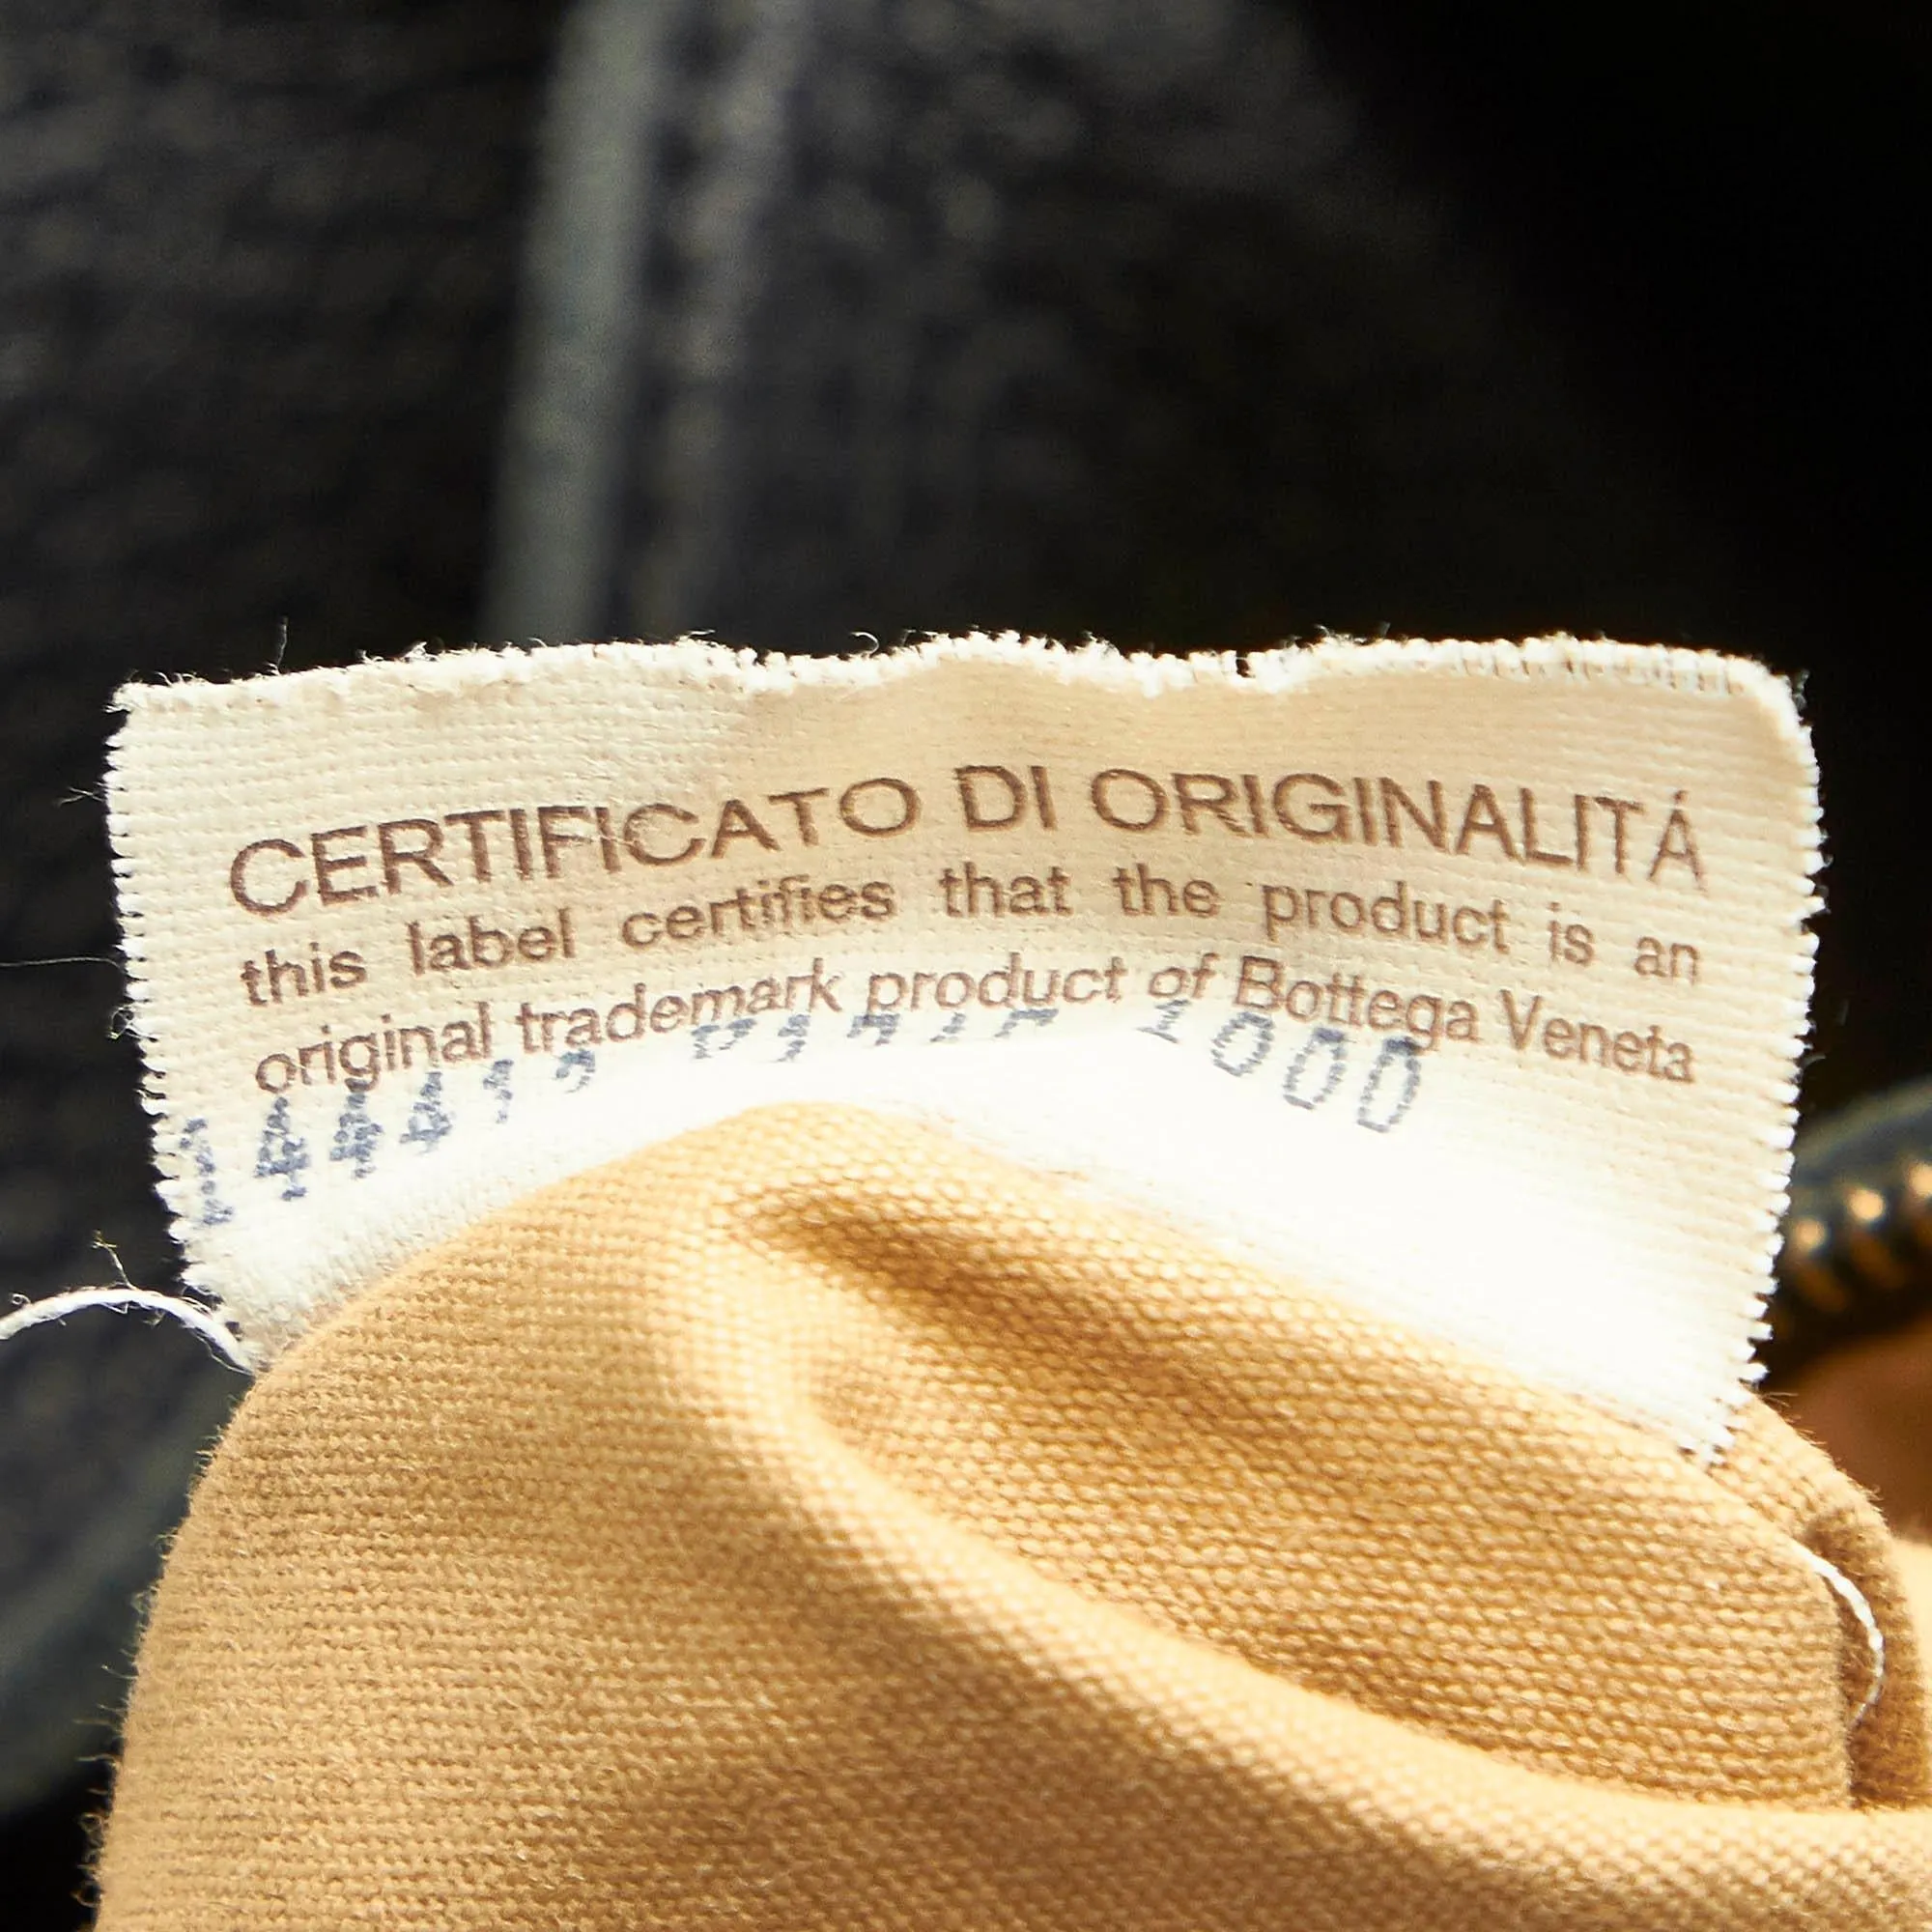 CERTIFICATO DI ORIGINALITÁ
this label certifies that the product is an
original trademark product of Bottega Veneta
1000